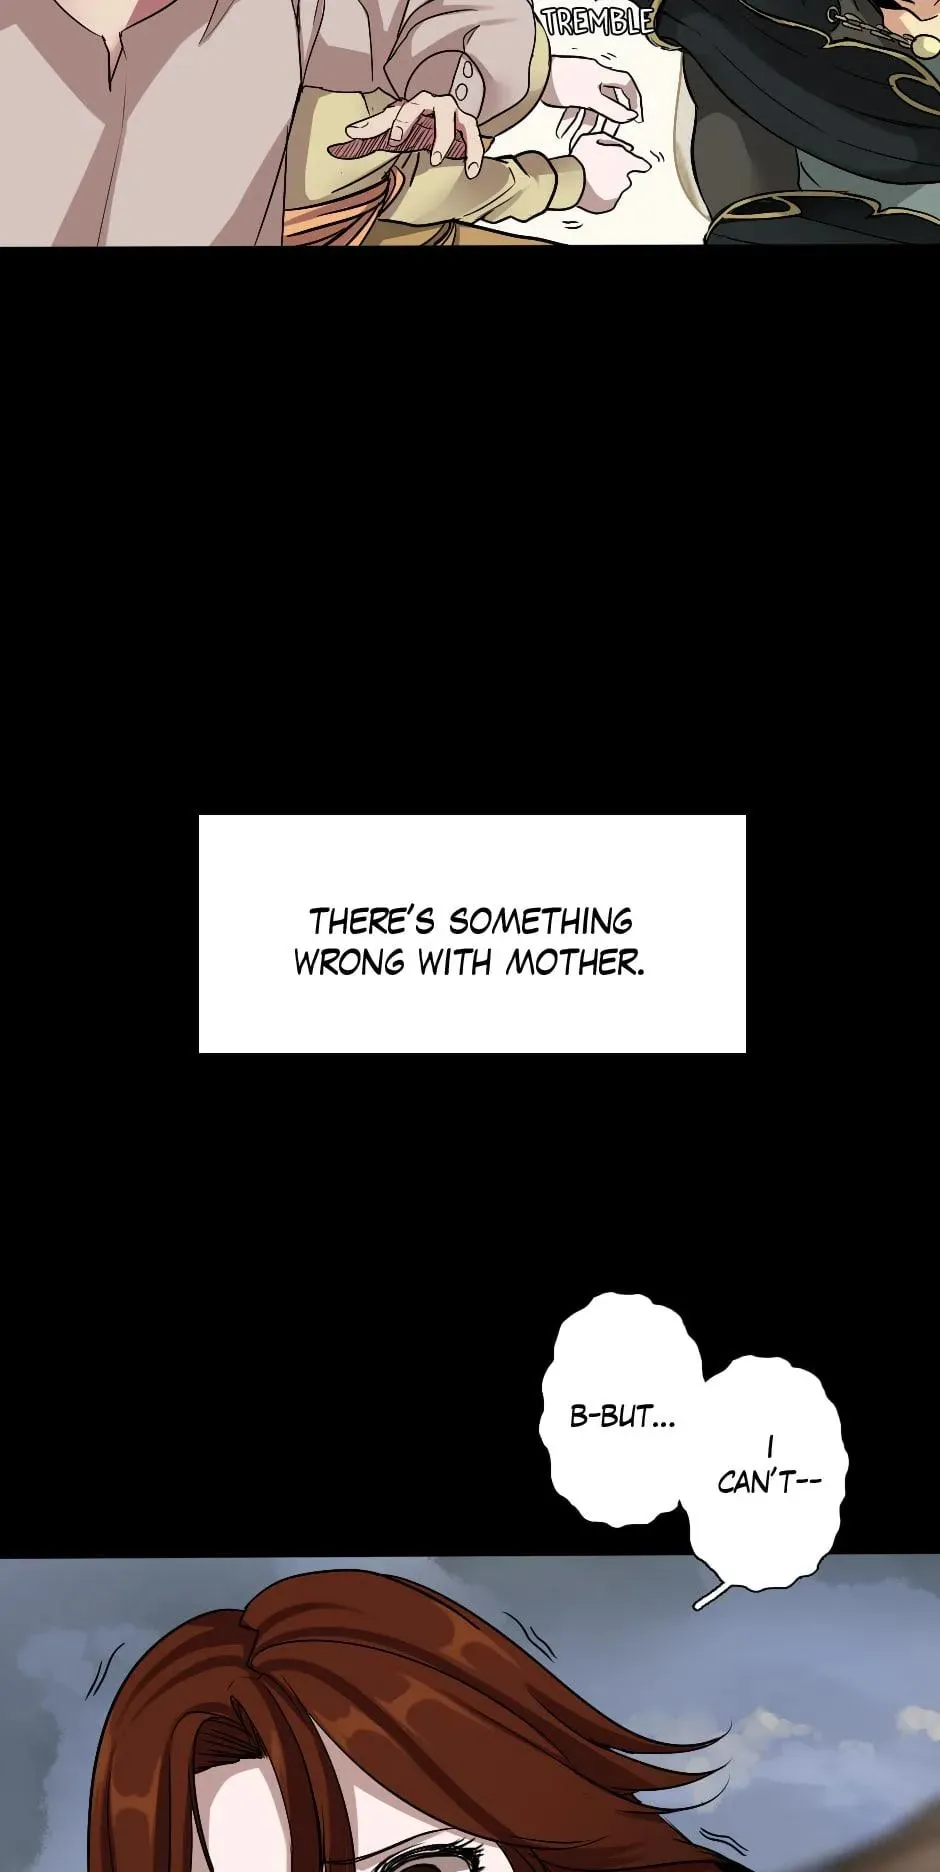 TREMBLE
THERE'S SOMETHING
WRONG WITH MOTHER.
B-BUT...
I
CAN'T--